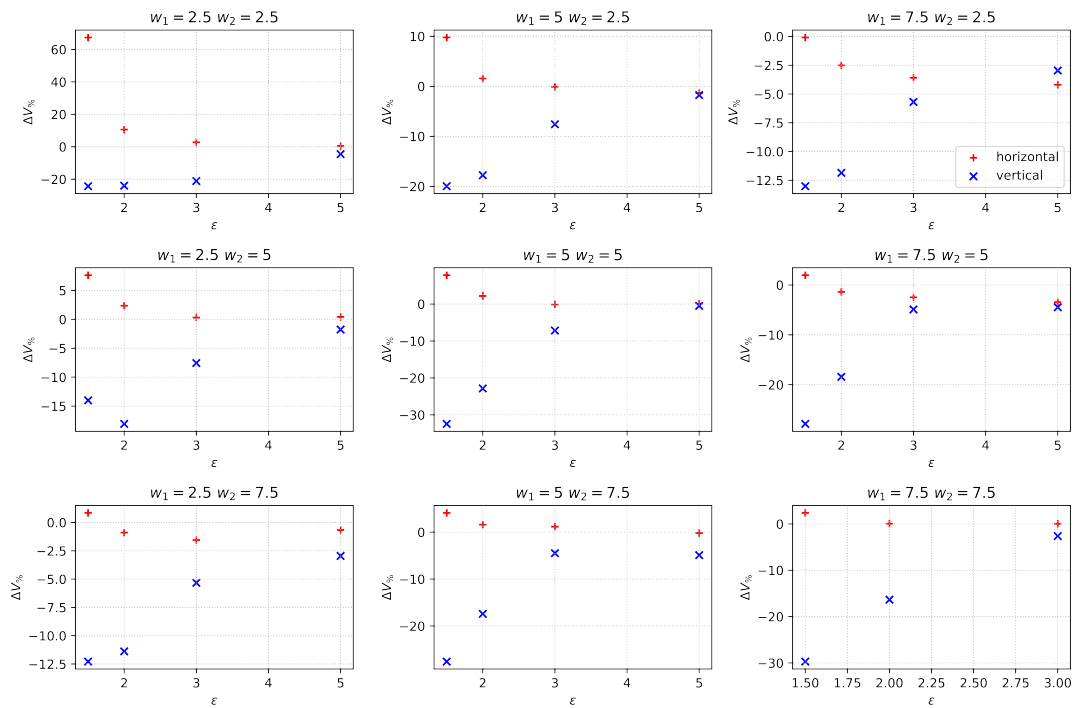 w₁ = 2.5 w₂ = 2.5
60
40
20
0
−20
ΔV%
2 3 4 5
ε
w₁ = 5 w₂ = 2.5
10
0
−10
−20
ΔV%
2 3 4 5
ε
w₁ = 7.5 w₂ = 2.5
0.0
−2.5
−5.0
−7.5
−10.0
−12.5
ΔV%
horizontal
vertical
2 3 4 5
ε
w₁ = 2.5 w₂ = 5
5
0
−5
−10
−15
ΔV%
2 3 4 5
ε
w₁ = 5 w₂ = 5
0
−10
−20
−30
ΔV%
2 3 4 5
ε
w₁ = 7.5 w₂ = 5
0
−10
−20
ΔV%
2 3 4 5
ε
w₁ = 2.5 w₂ = 7.5
0.0
−2.5
−5.0
−7.5
−10.0
−12.5
ΔV%
2 3 4 5
ε
w₁ = 5 w₂ = 7.5
0
−10
−20
ΔV%
2 3 4 5
ε
w₁ = 7.5 w₂ = 7.5
0
−10
−20
−30
ΔV%
1.50 1.75 2.00 2.25 2.50 2.75 3.00
ε